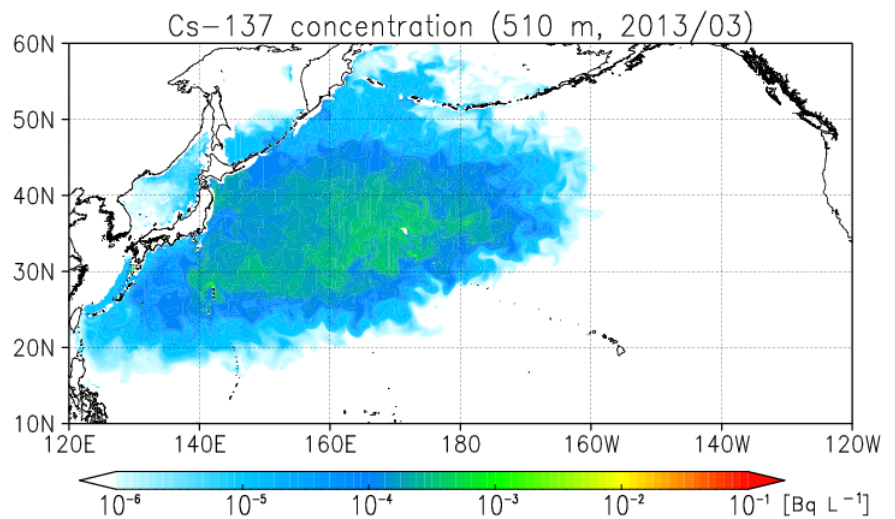 Cs-137 concentration (510 m, 2013/03)
60N
50N
40N
30N
20N
10N
120E 140E 160E 180 160W 140W 120W
10⁻⁶ 10⁻⁵ 10⁻⁴ 10⁻³ 10⁻² 10⁻¹ [Bq L⁻¹]